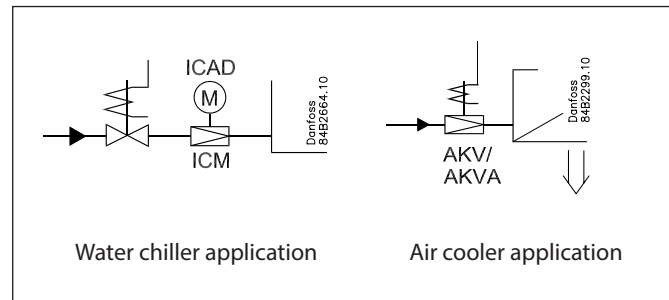 ICAD
M
ICM
Danfoss
84B2664.10
Water chiller application
AKV/
AKVA
Danfoss
84B2299.10
Air cooler application